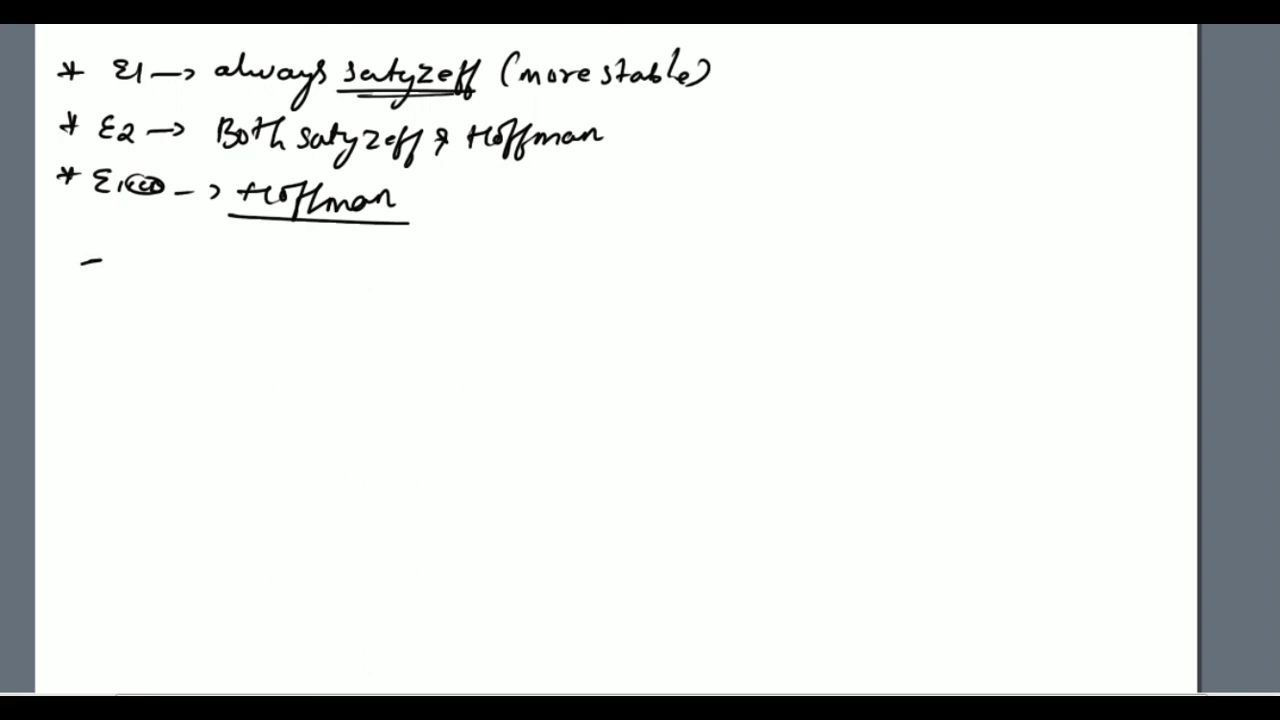 * E1 → always satyzeff (more stable)
* E2 → Both satyzeff & Hoffman
* E1CB → Hoffman
-